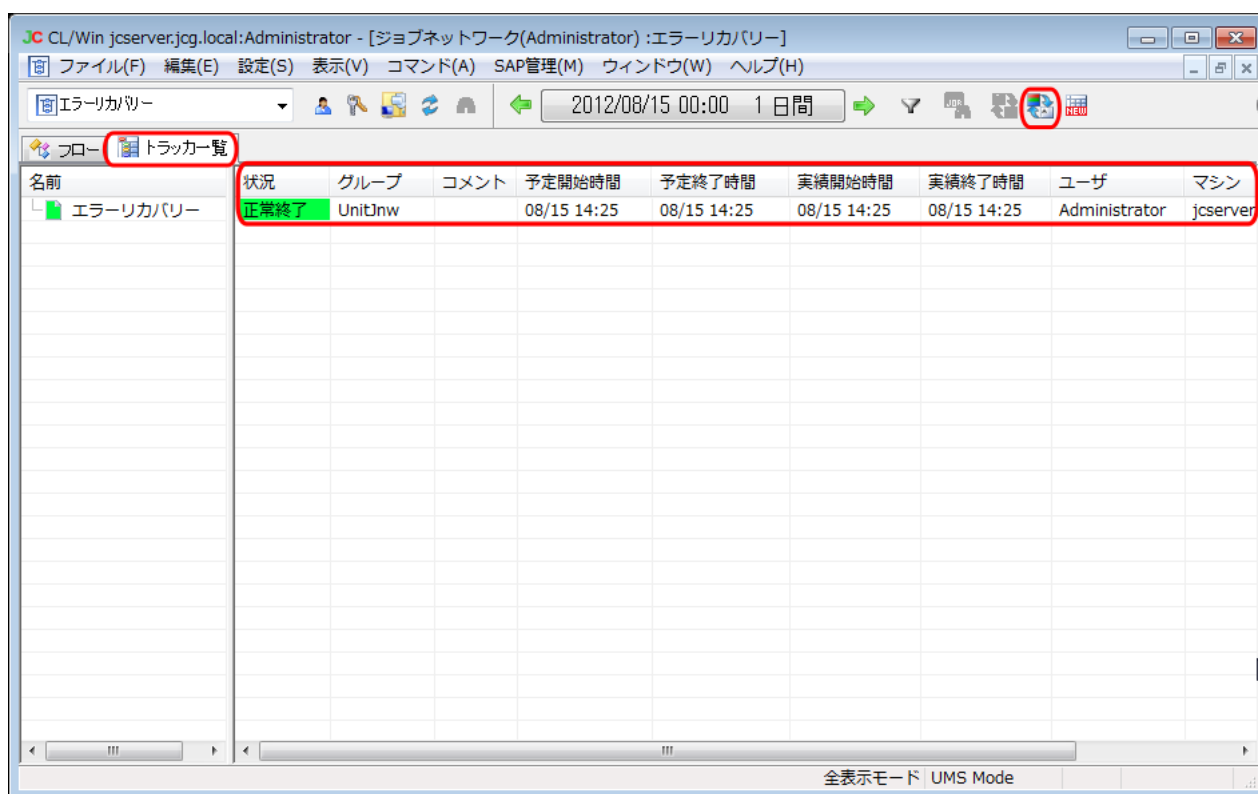 JC CL/Win jcserver.jcg.local:Administrator - [ジョブネットワーク(Administrator) :エラーリカバリー]
ファイル(F) 編集(E) 設定(S) 表示(V) コマンド(A) SAP管理(M) ウィンドウ(W) ヘルプ(H)
エラーリカバリー 2012/08/15 00:00 1 日間 JOB NEW
フロー トラッカー一覧
名前 状況 グループ コメント 予定開始時間 予定終了時間 実績開始時間 実績終了時間 ユーザ マシン
エラーリカバリー 正常終了 UnitJnw 08/15 14:25 08/15 14:25 08/15 14:25 08/15 14:25 Administrator jcserver
全表示モード UMS Mode